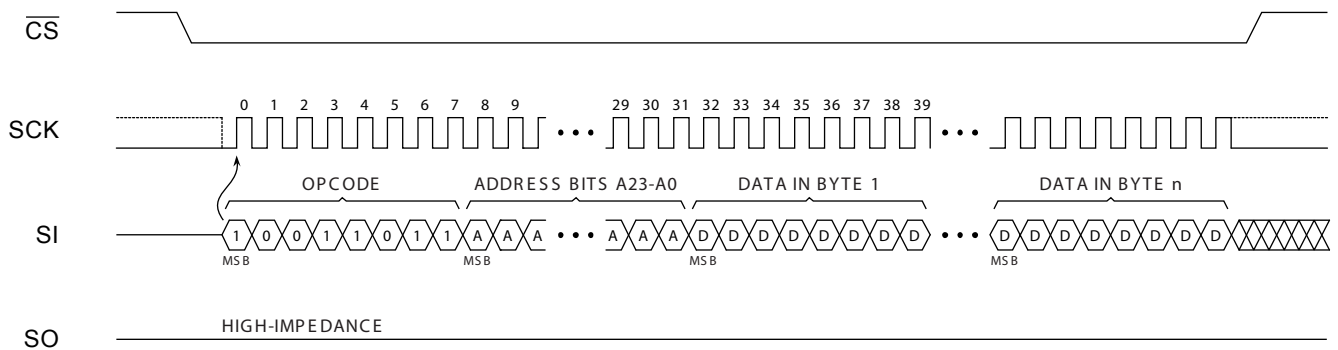 CS
0 1 2 3 4 5 6 7 8 9 29 30 31 32 33 34 35 36 37 38 39
SCK
OPCODE ADDRESS BITS A23-A0 DATA IN BYTE 1 DATA IN BYTE n
SI 1 0 0 1 1 0 1 1 A A A A A A D D D D D D D D D D D D D D D D
MSB MSB MSB MSB
HIGH-IMPEDANCE
SO